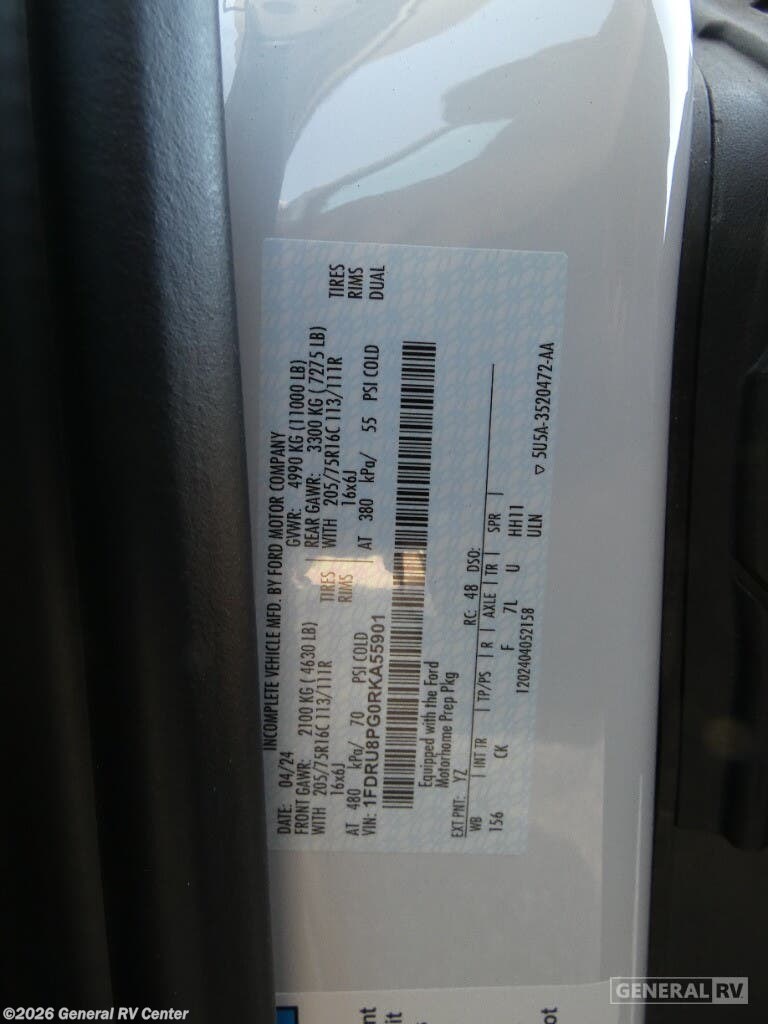 INCOMPLETE VEHICLE MFD. BY FORD MOTOR COMPANY
DATE: 04/24 GVWR: 4990 KG (11000 LB)
FRONT GAWR: 2100 KG ( 4630 LB) REAR GAWR: 3300 KG ( 7275 LB)
WITH 205/75R16C 113/111R TIRES WITH 205/75R16C 113/111R TIRES
16x6J RIMS 16x6J RIMS
AT 480 kPa/ 70 PSI COLD AT 380 kPa/ 55 PSI COLD DUAL
VIN: 1FDRU8PG0RKA55901
Equipped with the Ford
Motorhome Prep Pkg
EXT PNT: YZ RC: 48 DSO:
WB | INT TR | TP/PS | R | AXLE | TR | SPR |
156 CK F 7L U HH11
1202404052158 ULN
▽ 5U5A-3520472-AA
nt
it
ot
GENERAL RV
©2026 General RV Center